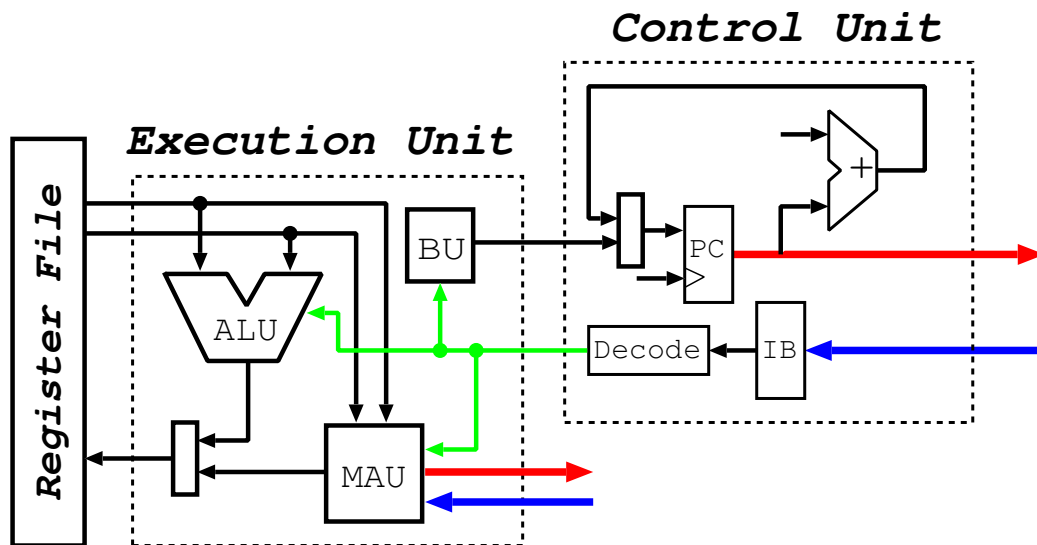 Control Unit
Execution Unit
Register File
BU
PC
+
ALU
Decode
IB
MAU